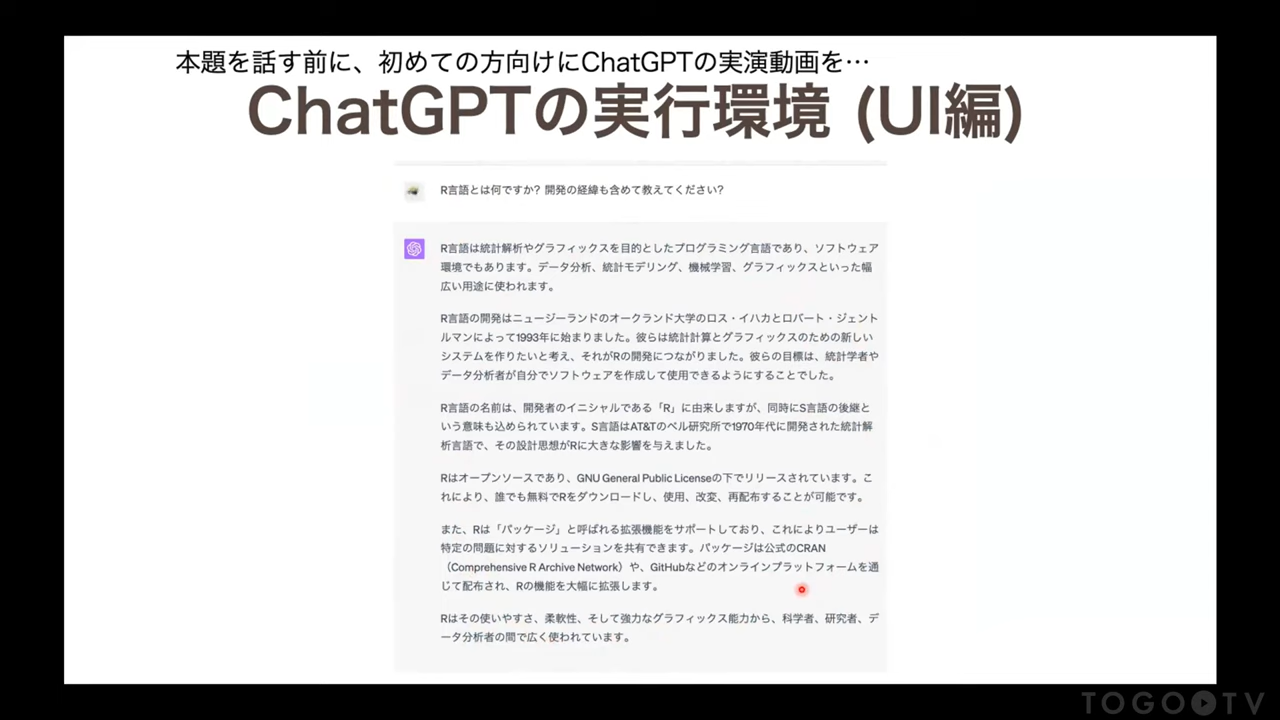 本題を話す前に、初めての方向けにChatGPTの実演動画を…
ChatGPTの実行環境 (UI編)
R言語とは何ですか? 開発の経緯も含めて教えてください?
R言語は統計解析やグラフィックスを目的としたプログラミング言語であり、ソフトウェア
環境でもあります。データ分析、統計モデリング、機械学習、グラフィックスといった幅
広い用途に使われます。
R言語の開発はニュージーランドのオークランド大学のロス・イハカとロバート・ジェント
ルマンによって1993年に始まりました。彼らは統計計算とグラフィックスのための新しい
システムを作りたいと考え、それがRの開発につながりました。彼らの目標は、統計学者や
データ分析者が自分でソフトウェアを作成して使用できるようにすることでした。
R言語の名前は、開発者のイニシャルである「R」に由来しますが、同時にS言語の後継と
いう意味も込められています。S言語はAT&Tのベル研究所で1970年代に開発された統計解
析言語で、その設計思想がRに大きな影響を与えました。
Rはオープンソースであり、GNU General Public Licenseの下でリリースされています。こ
れにより、誰でも無料でRをダウンロードし、使用、改変、再配布することが可能です。
また、Rは「パッケージ」と呼ばれる拡張機能をサポートしており、これによりユーザーは
特定の問題に対するソリューションを共有できます。パッケージは公式のCRAN
（Comprehensive R Archive Network）や、GitHubなどのオンラインプラットフォームを通
じて配布され、Rの機能を大幅に拡張します。
Rはその使いやすさ、柔軟性、そして強力なグラフィックス能力から、科学者、研究者、デ
ータ分析者の間で広く使われています。
TOGO TV